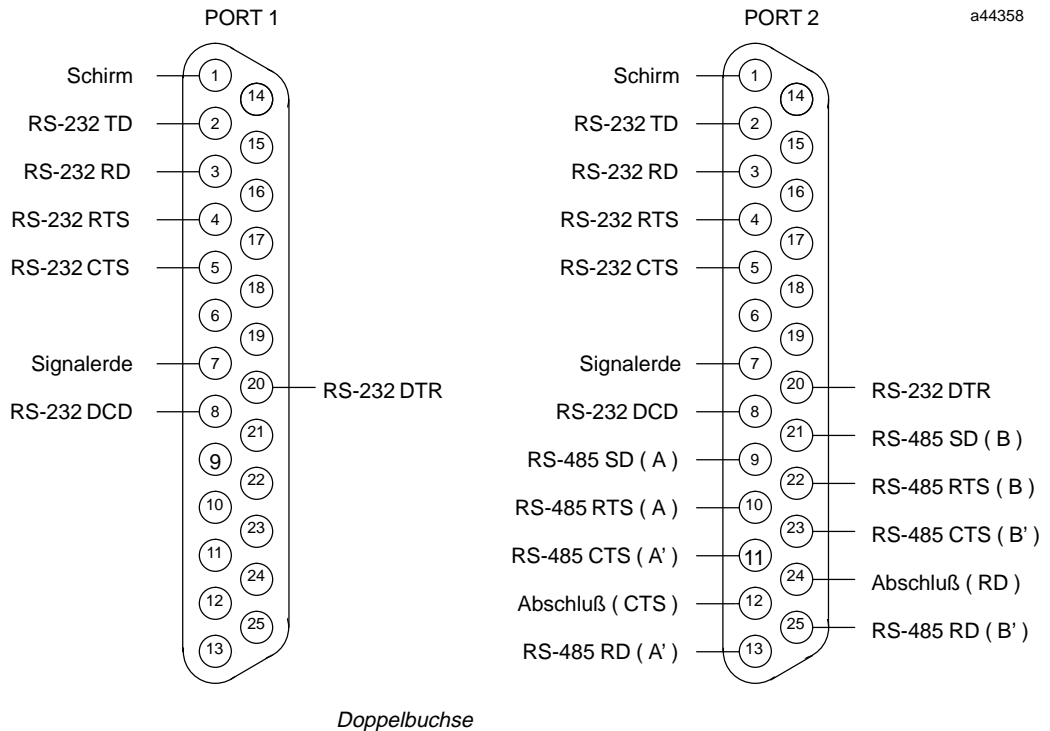 PORT 1
Schirm
RS-232 TD
RS-232 RD
RS-232 RTS
RS-232 CTS
Signalerde
RS-232 DCD
1
2
3
4
5
6
7
8
9
10
11
12
13
14
15
16
17
18
19
20
21
22
23
24
25
RS-232 DTR
PORT 2
a44358
Schirm
RS-232 TD
RS-232 RD
RS-232 RTS
RS-232 CTS
Signalerde
RS-232 DCD
RS-485 SD ( A )
RS-485 RTS ( A )
RS-485 CTS ( A' )
Abschluß ( CTS )
RS-485 RD ( A' )
1
2
3
4
5
6
7
8
9
10
11
12
13
14
15
16
17
18
19
20
21
22
23
24
25
RS-232 DTR
RS-485 SD ( B )
RS-485 RTS ( B )
RS-485 CTS ( B' )
Abschluß ( RD )
RS-485 RD ( B' )
Doppelbuchse